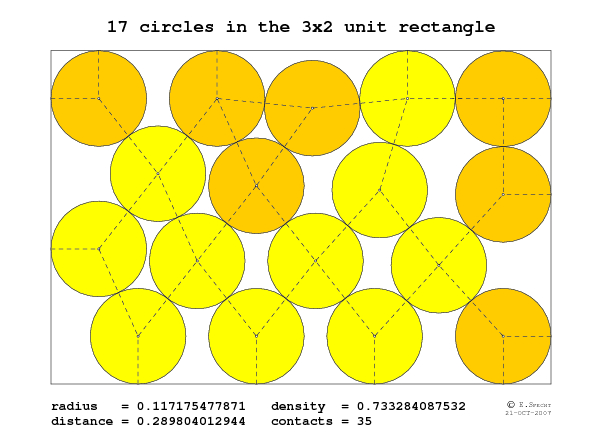 17 circles in the 3x2 unit rectangle
radius = 0.117175477871 density = 0.733284087532 © E.Specht
distance = 0.289804012944 contacts = 35 21-OCT-2007